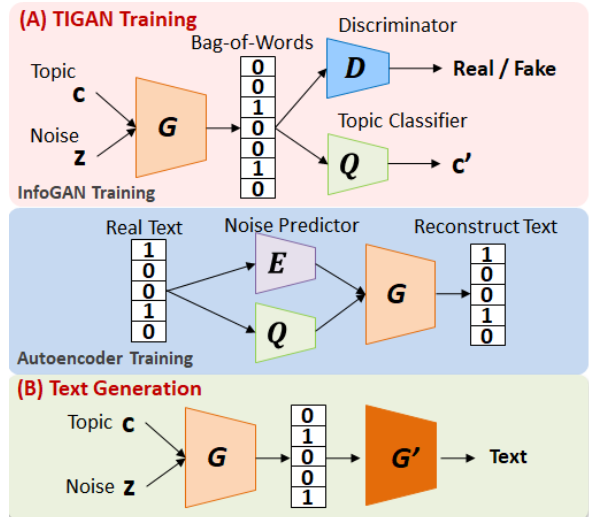 (A) TIGAN Training
Discriminator
Bag-of-Words
Topic
c
Noise
z
G
0
0
1
0
0
1
0
D
Real / Fake
Topic Classifier
Q
c'
InfoGAN Training
Real Text
Noise Predictor
Reconstruct Text
1
0
0
1
0
E
Q
G
1
0
0
1
0
Autoencoder Training
(B) Text Generation
Topic c
Noise z
G
0
1
0
0
1
G'
Text